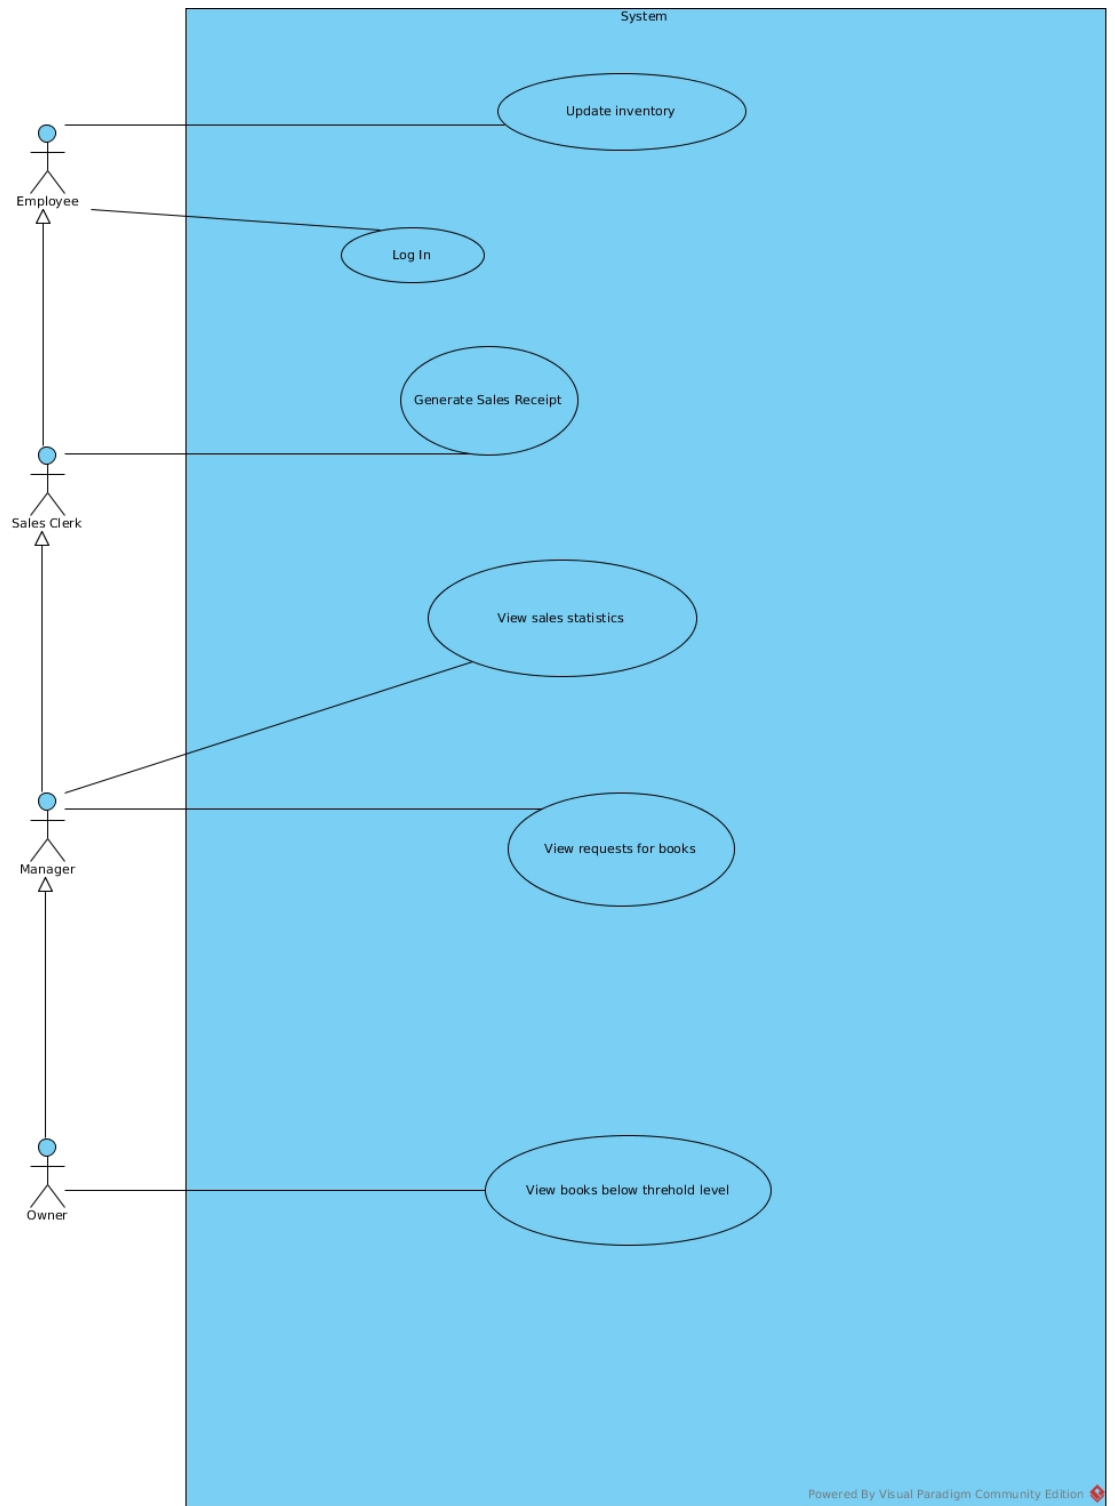 System
Update inventory
Employee
Log In
Generate Sales Receipt
Sales Clerk
View sales statistics
View requests for books
Manager
View books below threhold level
Owner
Powered By Visual Paradigm Community Edition